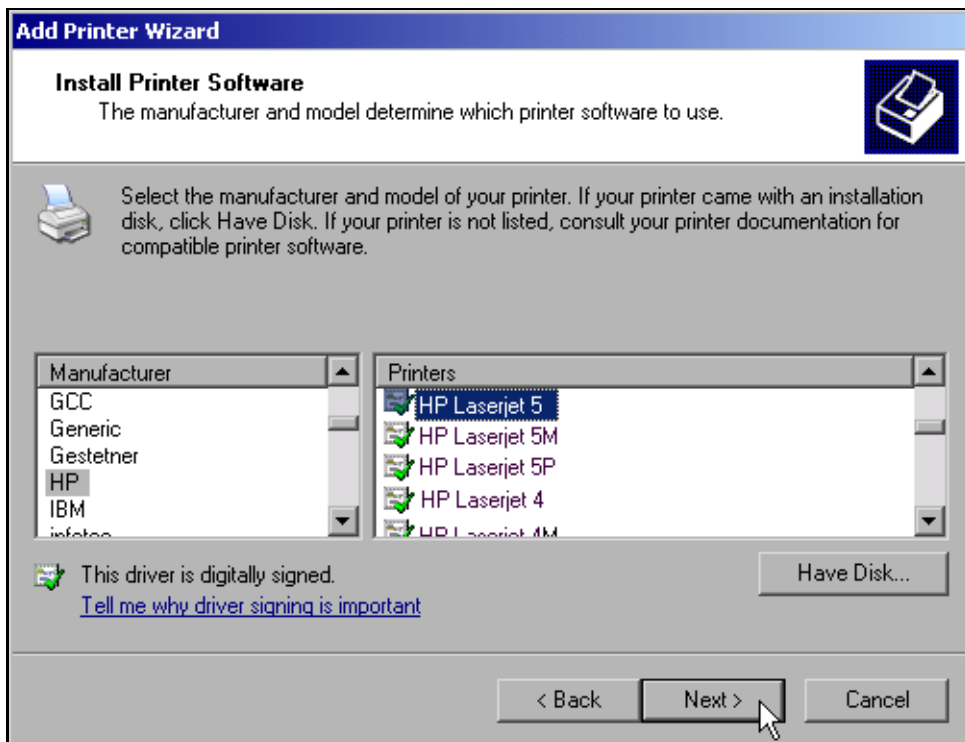 Add Printer Wizard
Install Printer Software
The manufacturer and model determine which printer software to use.
Select the manufacturer and model of your printer. If your printer came with an installation
disk, click Have Disk. If your printer is not listed, consult your printer documentation for
compatible printer software.
Manufacturer
GCC
Generic
Gestetner
HP
IBM
infotec
Printers
HP Laserjet 5
HP Laserjet 5M
HP Laserjet 5P
HP Laserjet 4
HP Laserjet 4M
This driver is digitally signed.
Tell me why driver signing is important
Have Disk...
< Back
Next >
Cancel